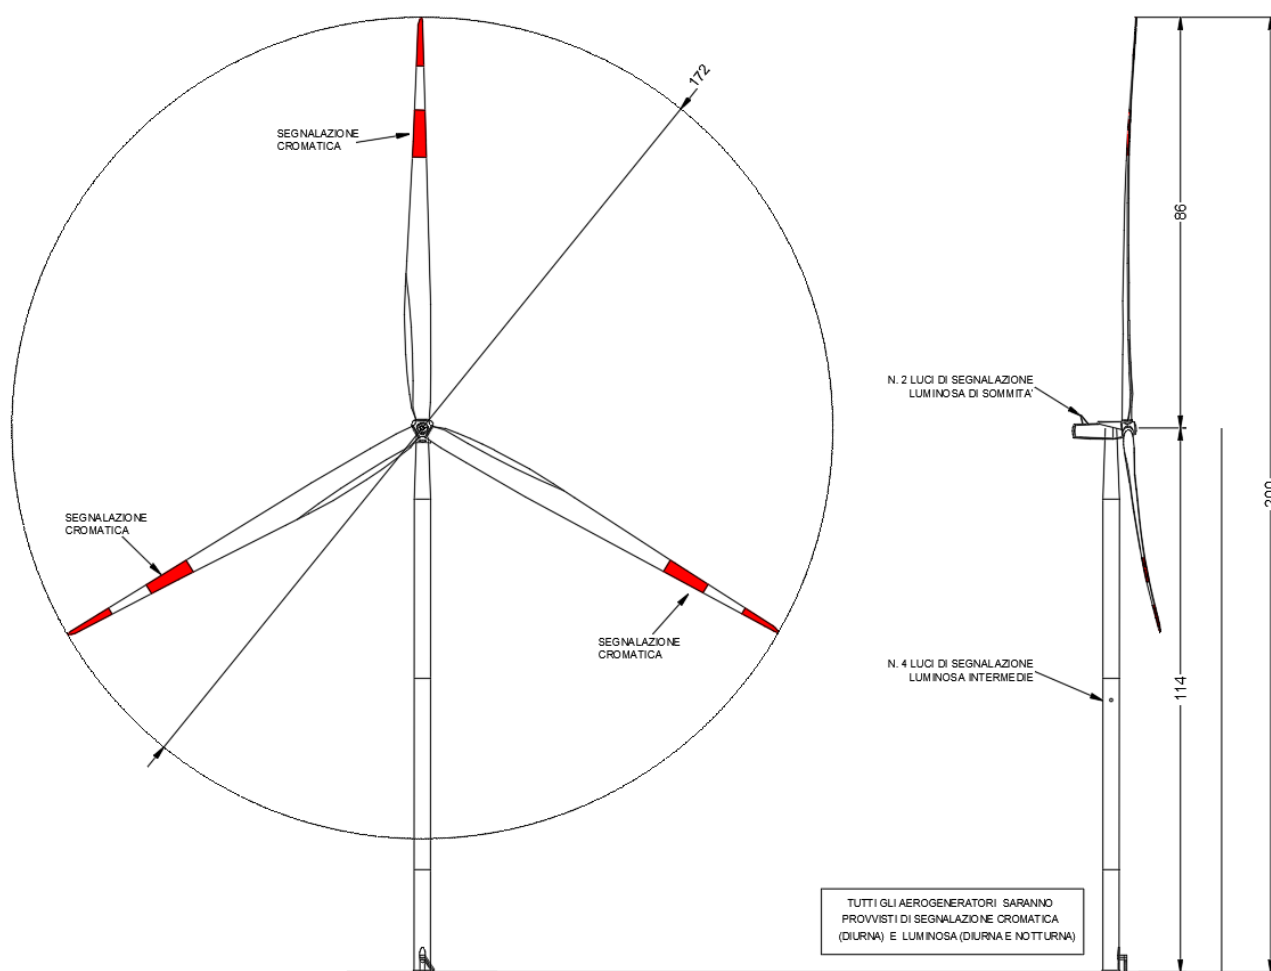 172
SEGNALAZIONE
CROMATICA
86
N. 2 LUCI DI SEGNALAZIONE
LUMINOSA DI SOMMITA'
200
SEGNALAZIONE
CROMATICA
SEGNALAZIONE
CROMATICA
N. 4 LUCI DI SEGNALAZIONE
LUMINOSA INTERMEDIE
114
TUTTI GLI AEROGENERATORI SARANNO
PROVVISTI DI SEGNALAZIONE CROMATICA
(DIURNA) E LUMINOSA (DIURNA E NOTTURNA)